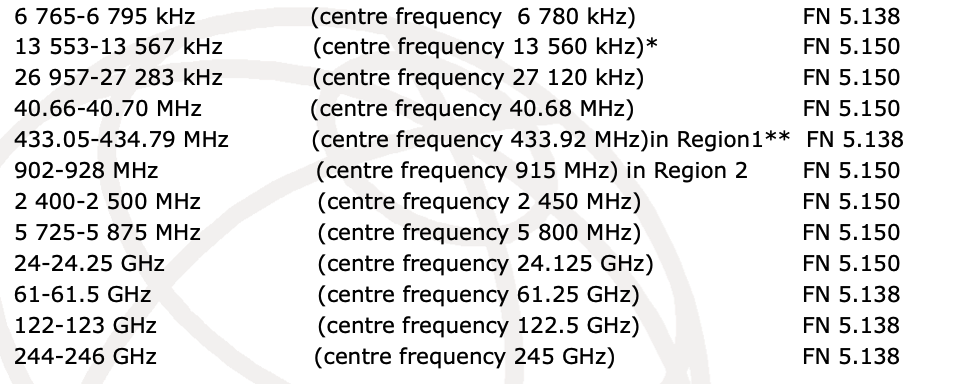 6 765-6 795 kHz (centre frequency 6 780 kHz) FN 5.138
13 553-13 567 kHz (centre frequency 13 560 kHz)* FN 5.150
26 957-27 283 kHz (centre frequency 27 120 kHz) FN 5.150
40.66-40.70 MHz (centre frequency 40.68 MHz) FN 5.150
433.05-434.79 MHz (centre frequency 433.92 MHz)in Region1** FN 5.138
902-928 MHz (centre frequency 915 MHz) in Region 2 FN 5.150
2 400-2 500 MHz (centre frequency 2 450 MHz) FN 5.150
5 725-5 875 MHz (centre frequency 5 800 MHz) FN 5.150
24-24.25 GHz (centre frequency 24.125 GHz) FN 5.150
61-61.5 GHz (centre frequency 61.25 GHz) FN 5.138
122-123 GHz (centre frequency 122.5 GHz) FN 5.138
244-246 GHz (centre frequency 245 GHz) FN 5.138